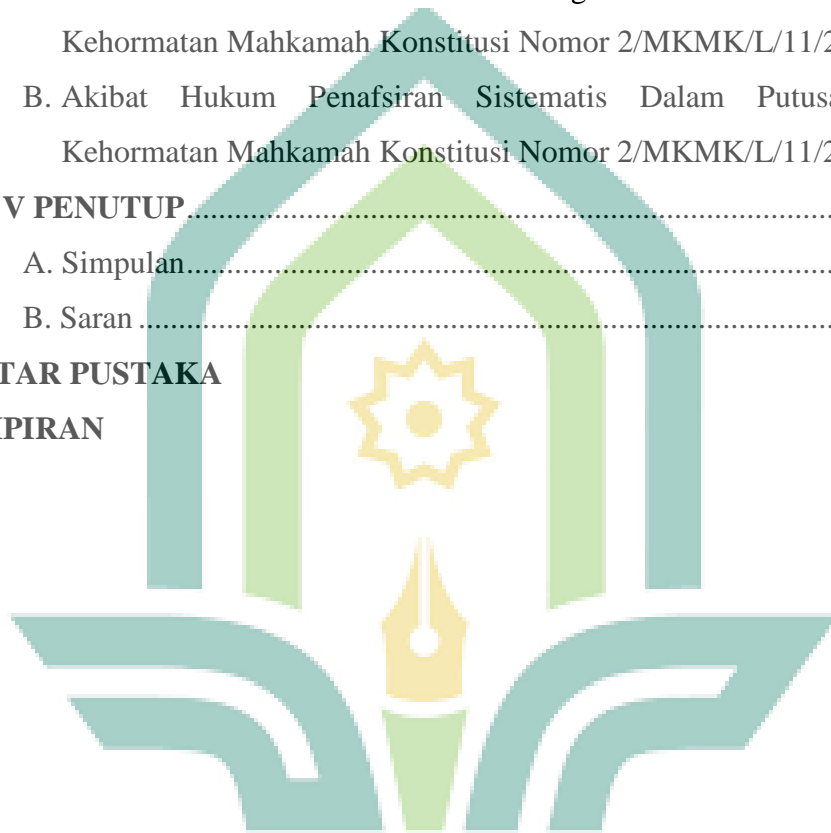 Kehormatan Mahkamah Konstitusi Nomor 2/MKMK/L/11/2
B. Akibat Hukum Penafsiran Sistematis Dalam Putusa
Kehormatan Mahkamah Konstitusi Nomor 2/MKMK/L/11/2
V PENUTUP
A. Simpulan
B. Saran
TAR PUSTAKA
PIRAN